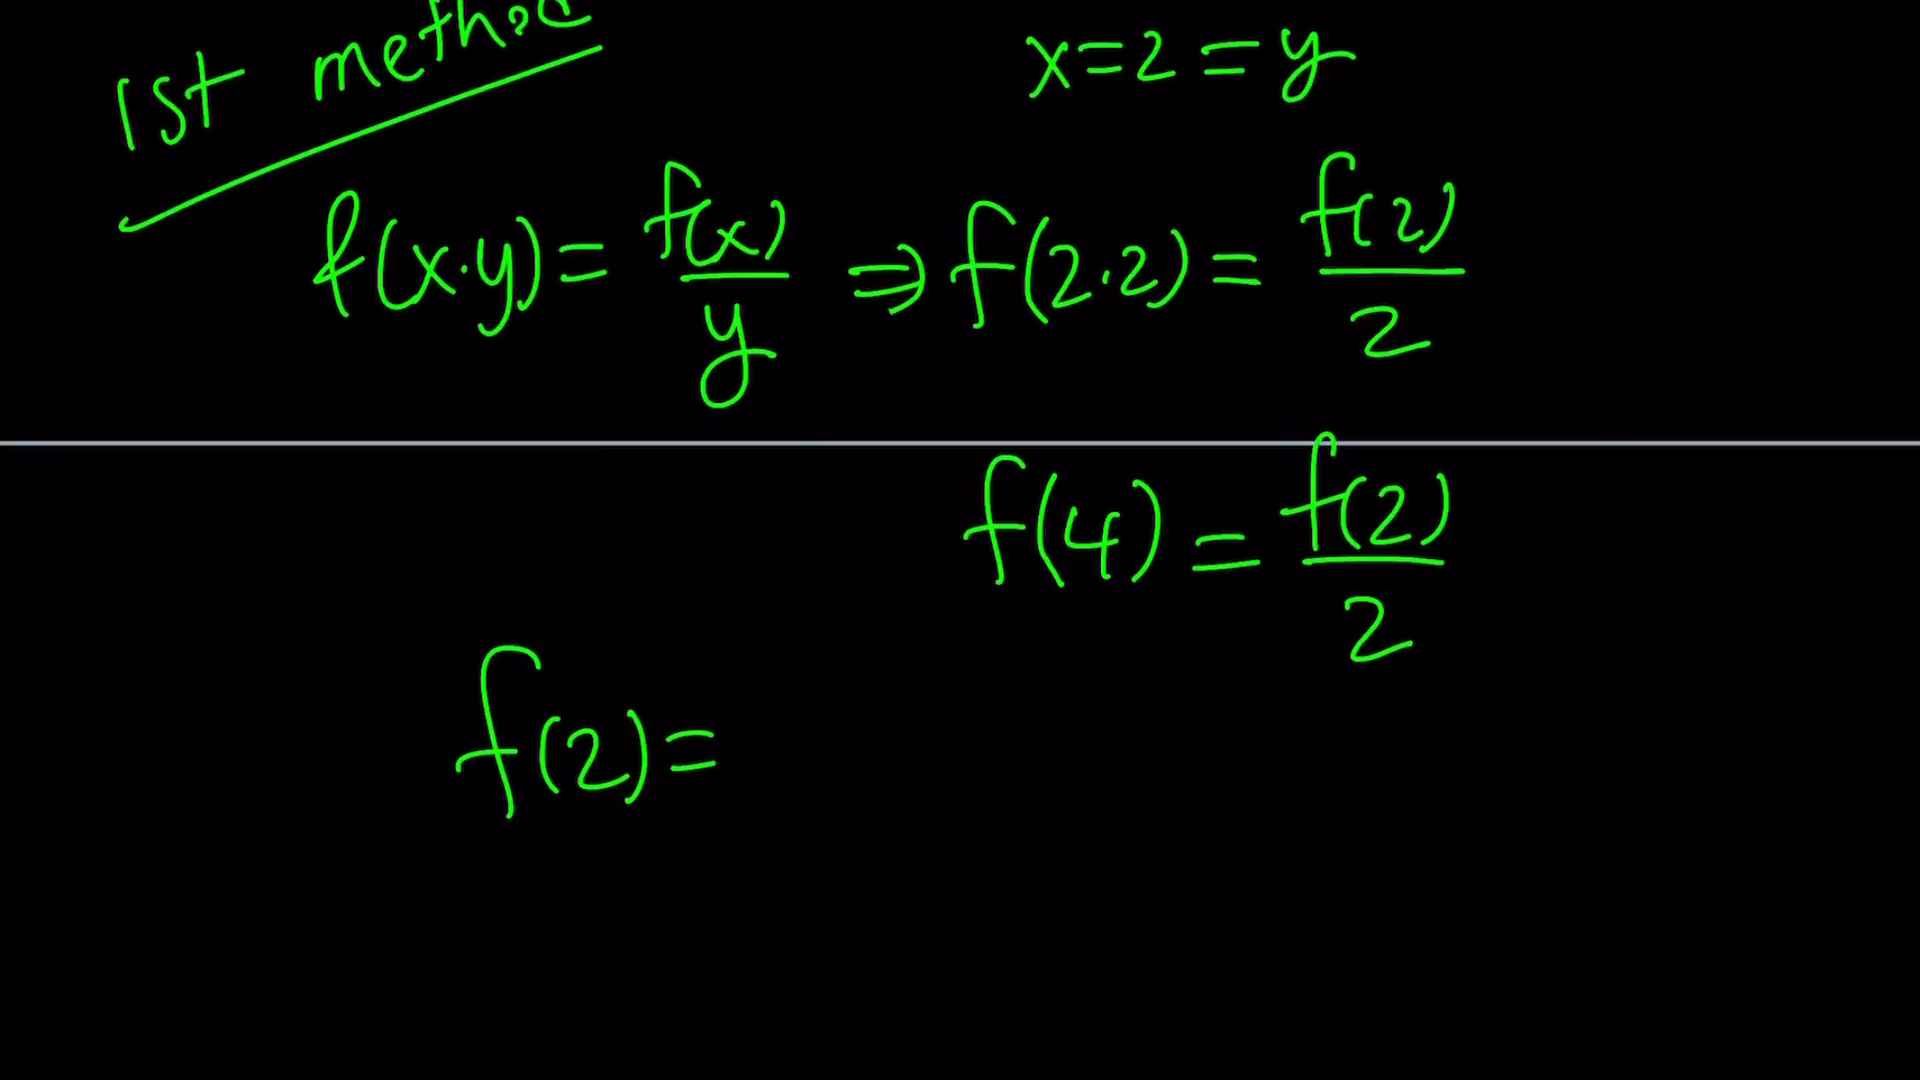 1st method
x=2=y
f(x·y)= f(x)/y ⇒ f(2·2)= f(2)/2
f(4)= f(2)/2
f(2)=